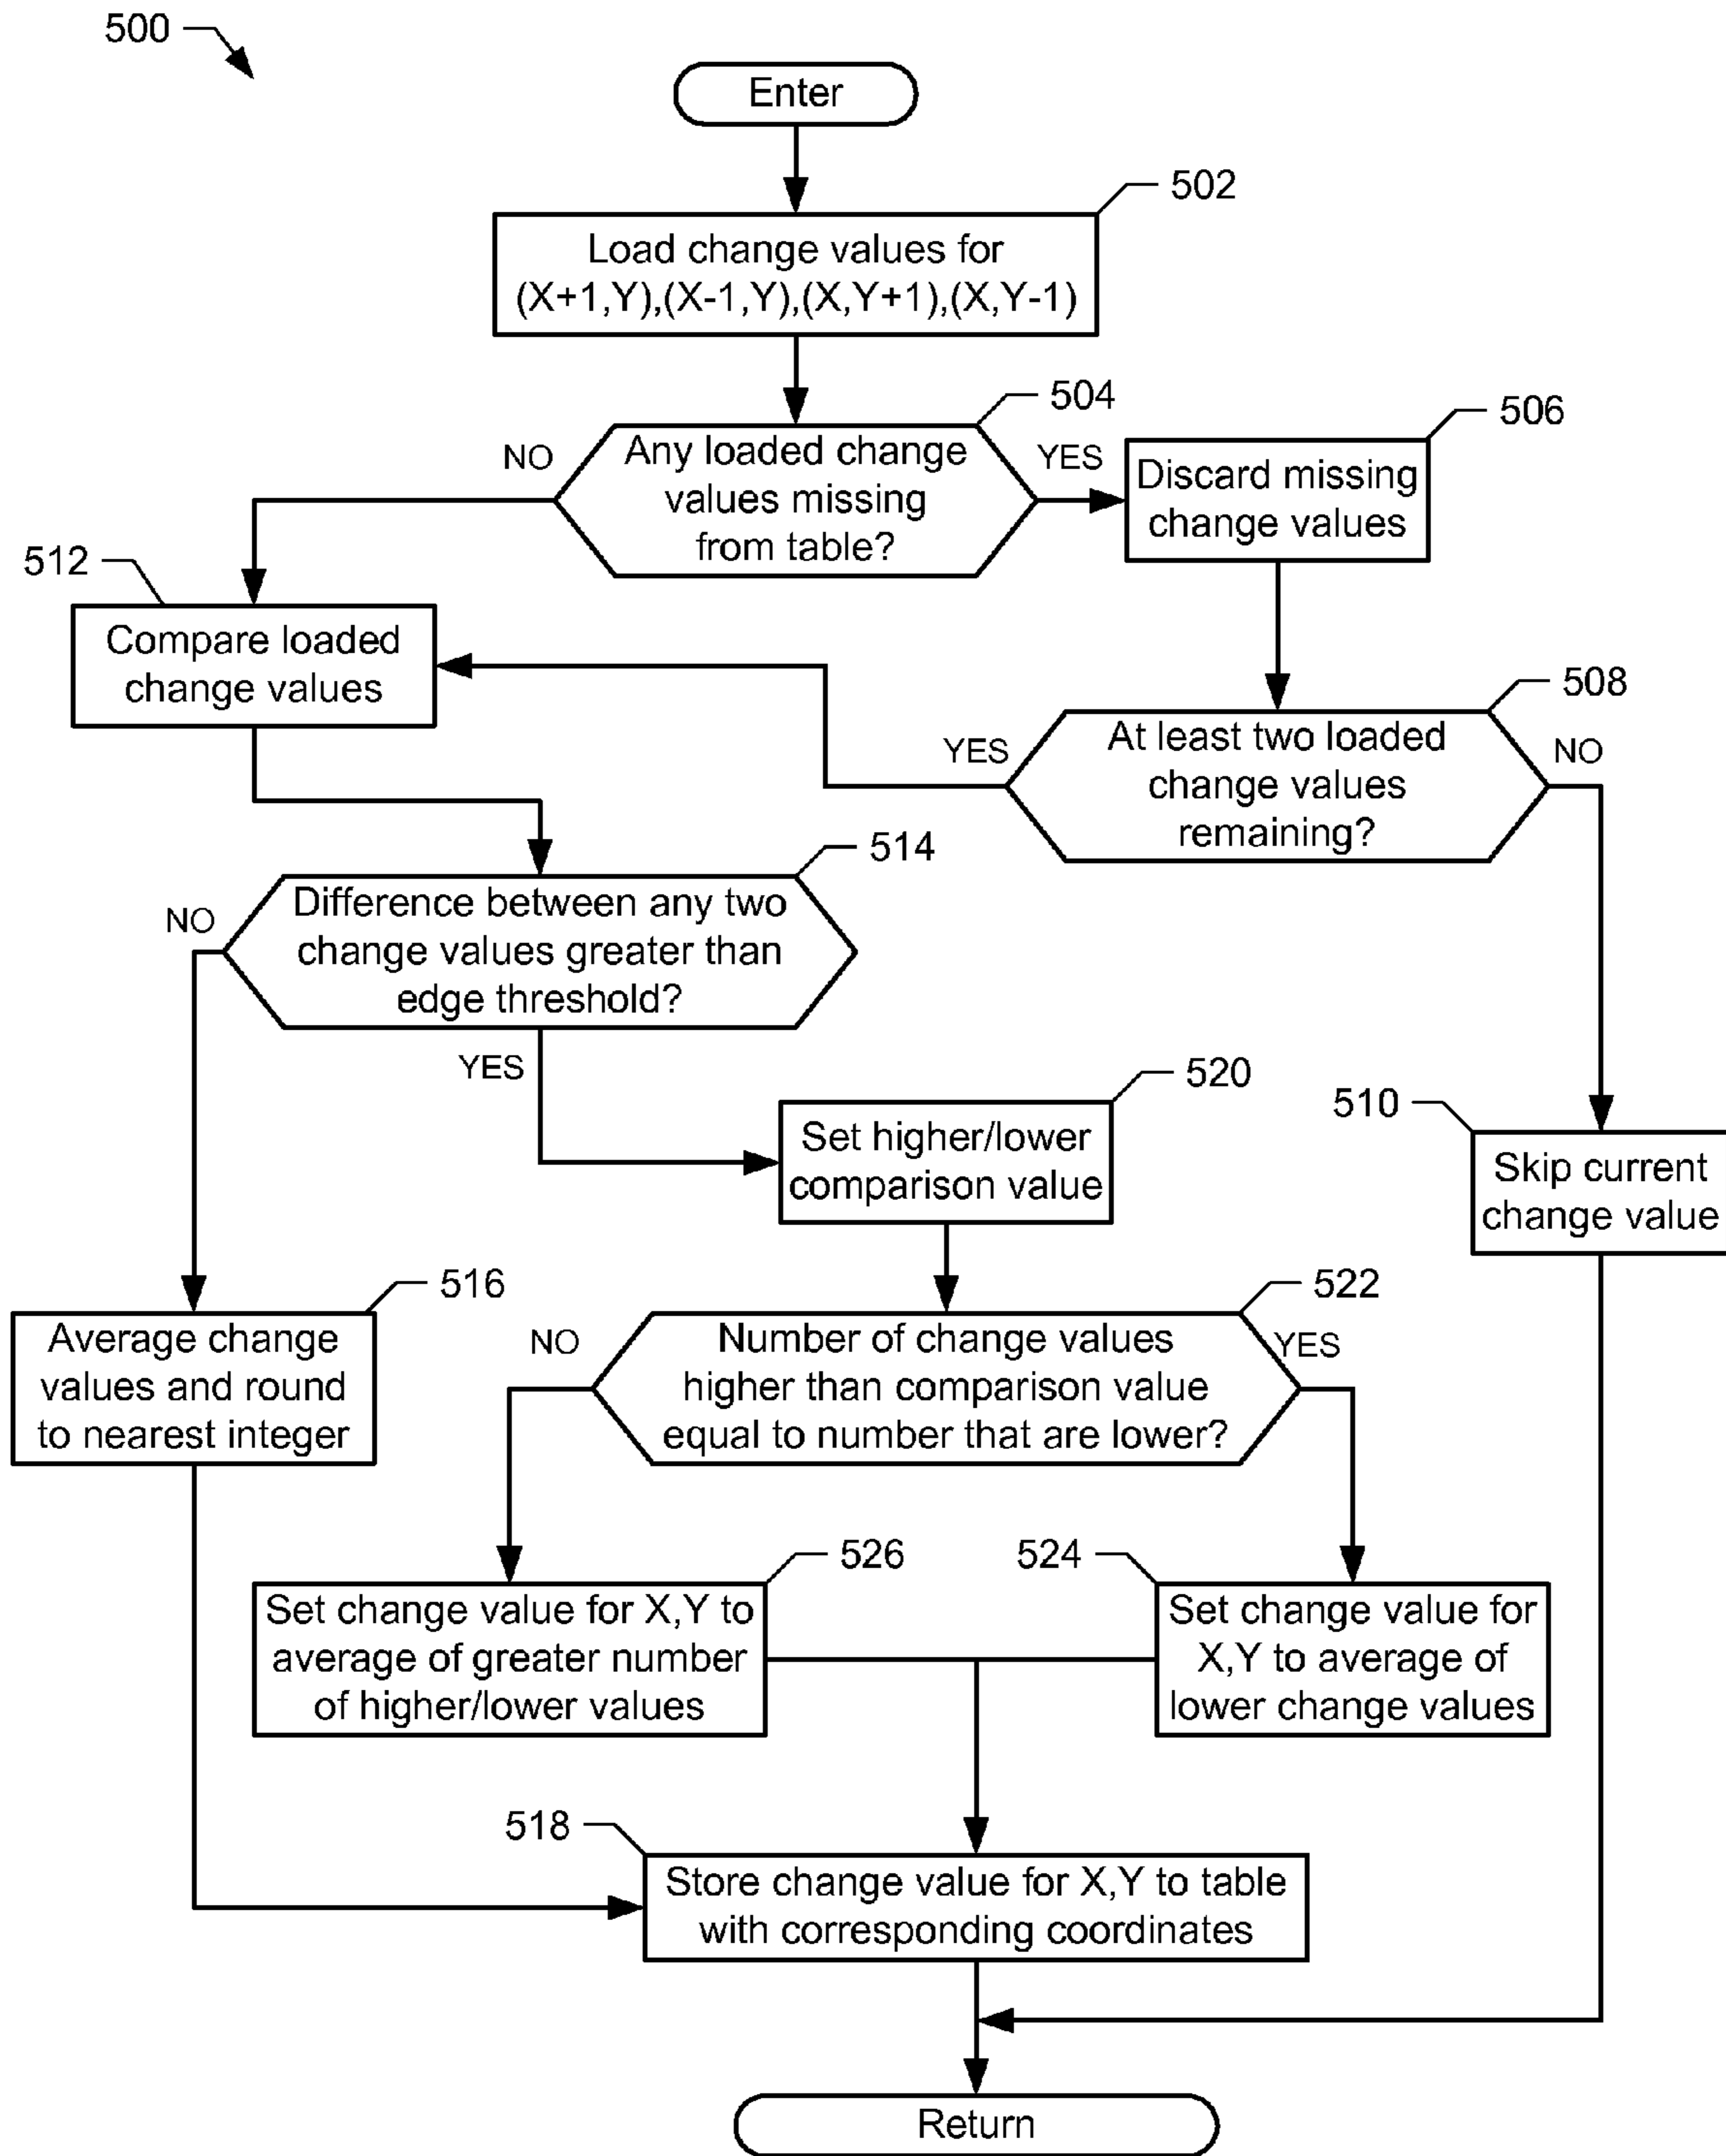 500
Enter
502
Load change values for
(X+1,Y),(X-1,Y),(X,Y+1),(X,Y-1)
504
Any loaded change
values missing
from table?
NO
YES
506
Discard missing
change values
512
Compare loaded
change values
508
At least two loaded
change values
remaining?
YES
NO
514
Difference between any two
change values greater than
edge threshold?
NO
YES
520
Set higher/lower
comparison value
510
Skip current
change value
516
Average change
values and round
to nearest integer
522
Number of change values
higher than comparison value
equal to number that are lower?
NO
YES
526
Set change value for X,Y to
average of greater number
of higher/lower values
524
Set change value for
X,Y to average of
lower change values
518
Store change value for X,Y to table
with corresponding coordinates
Return